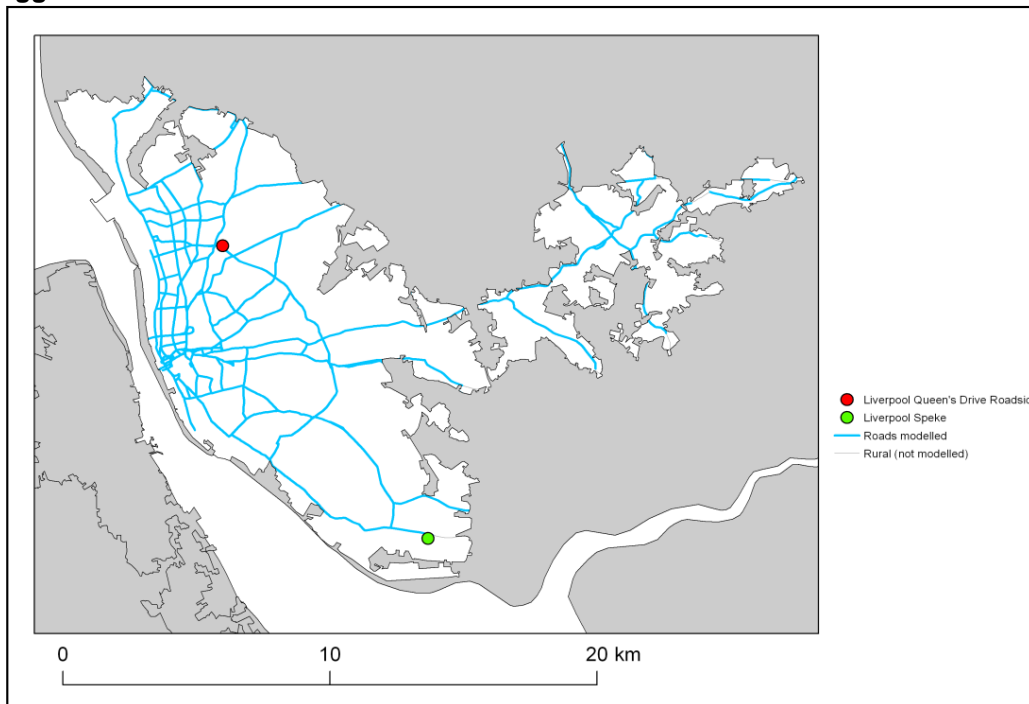 Liverpool Queen's Drive Roadsid
Liverpool Speke
Roads modelled
Rural (not modelled)
0 10 20 km